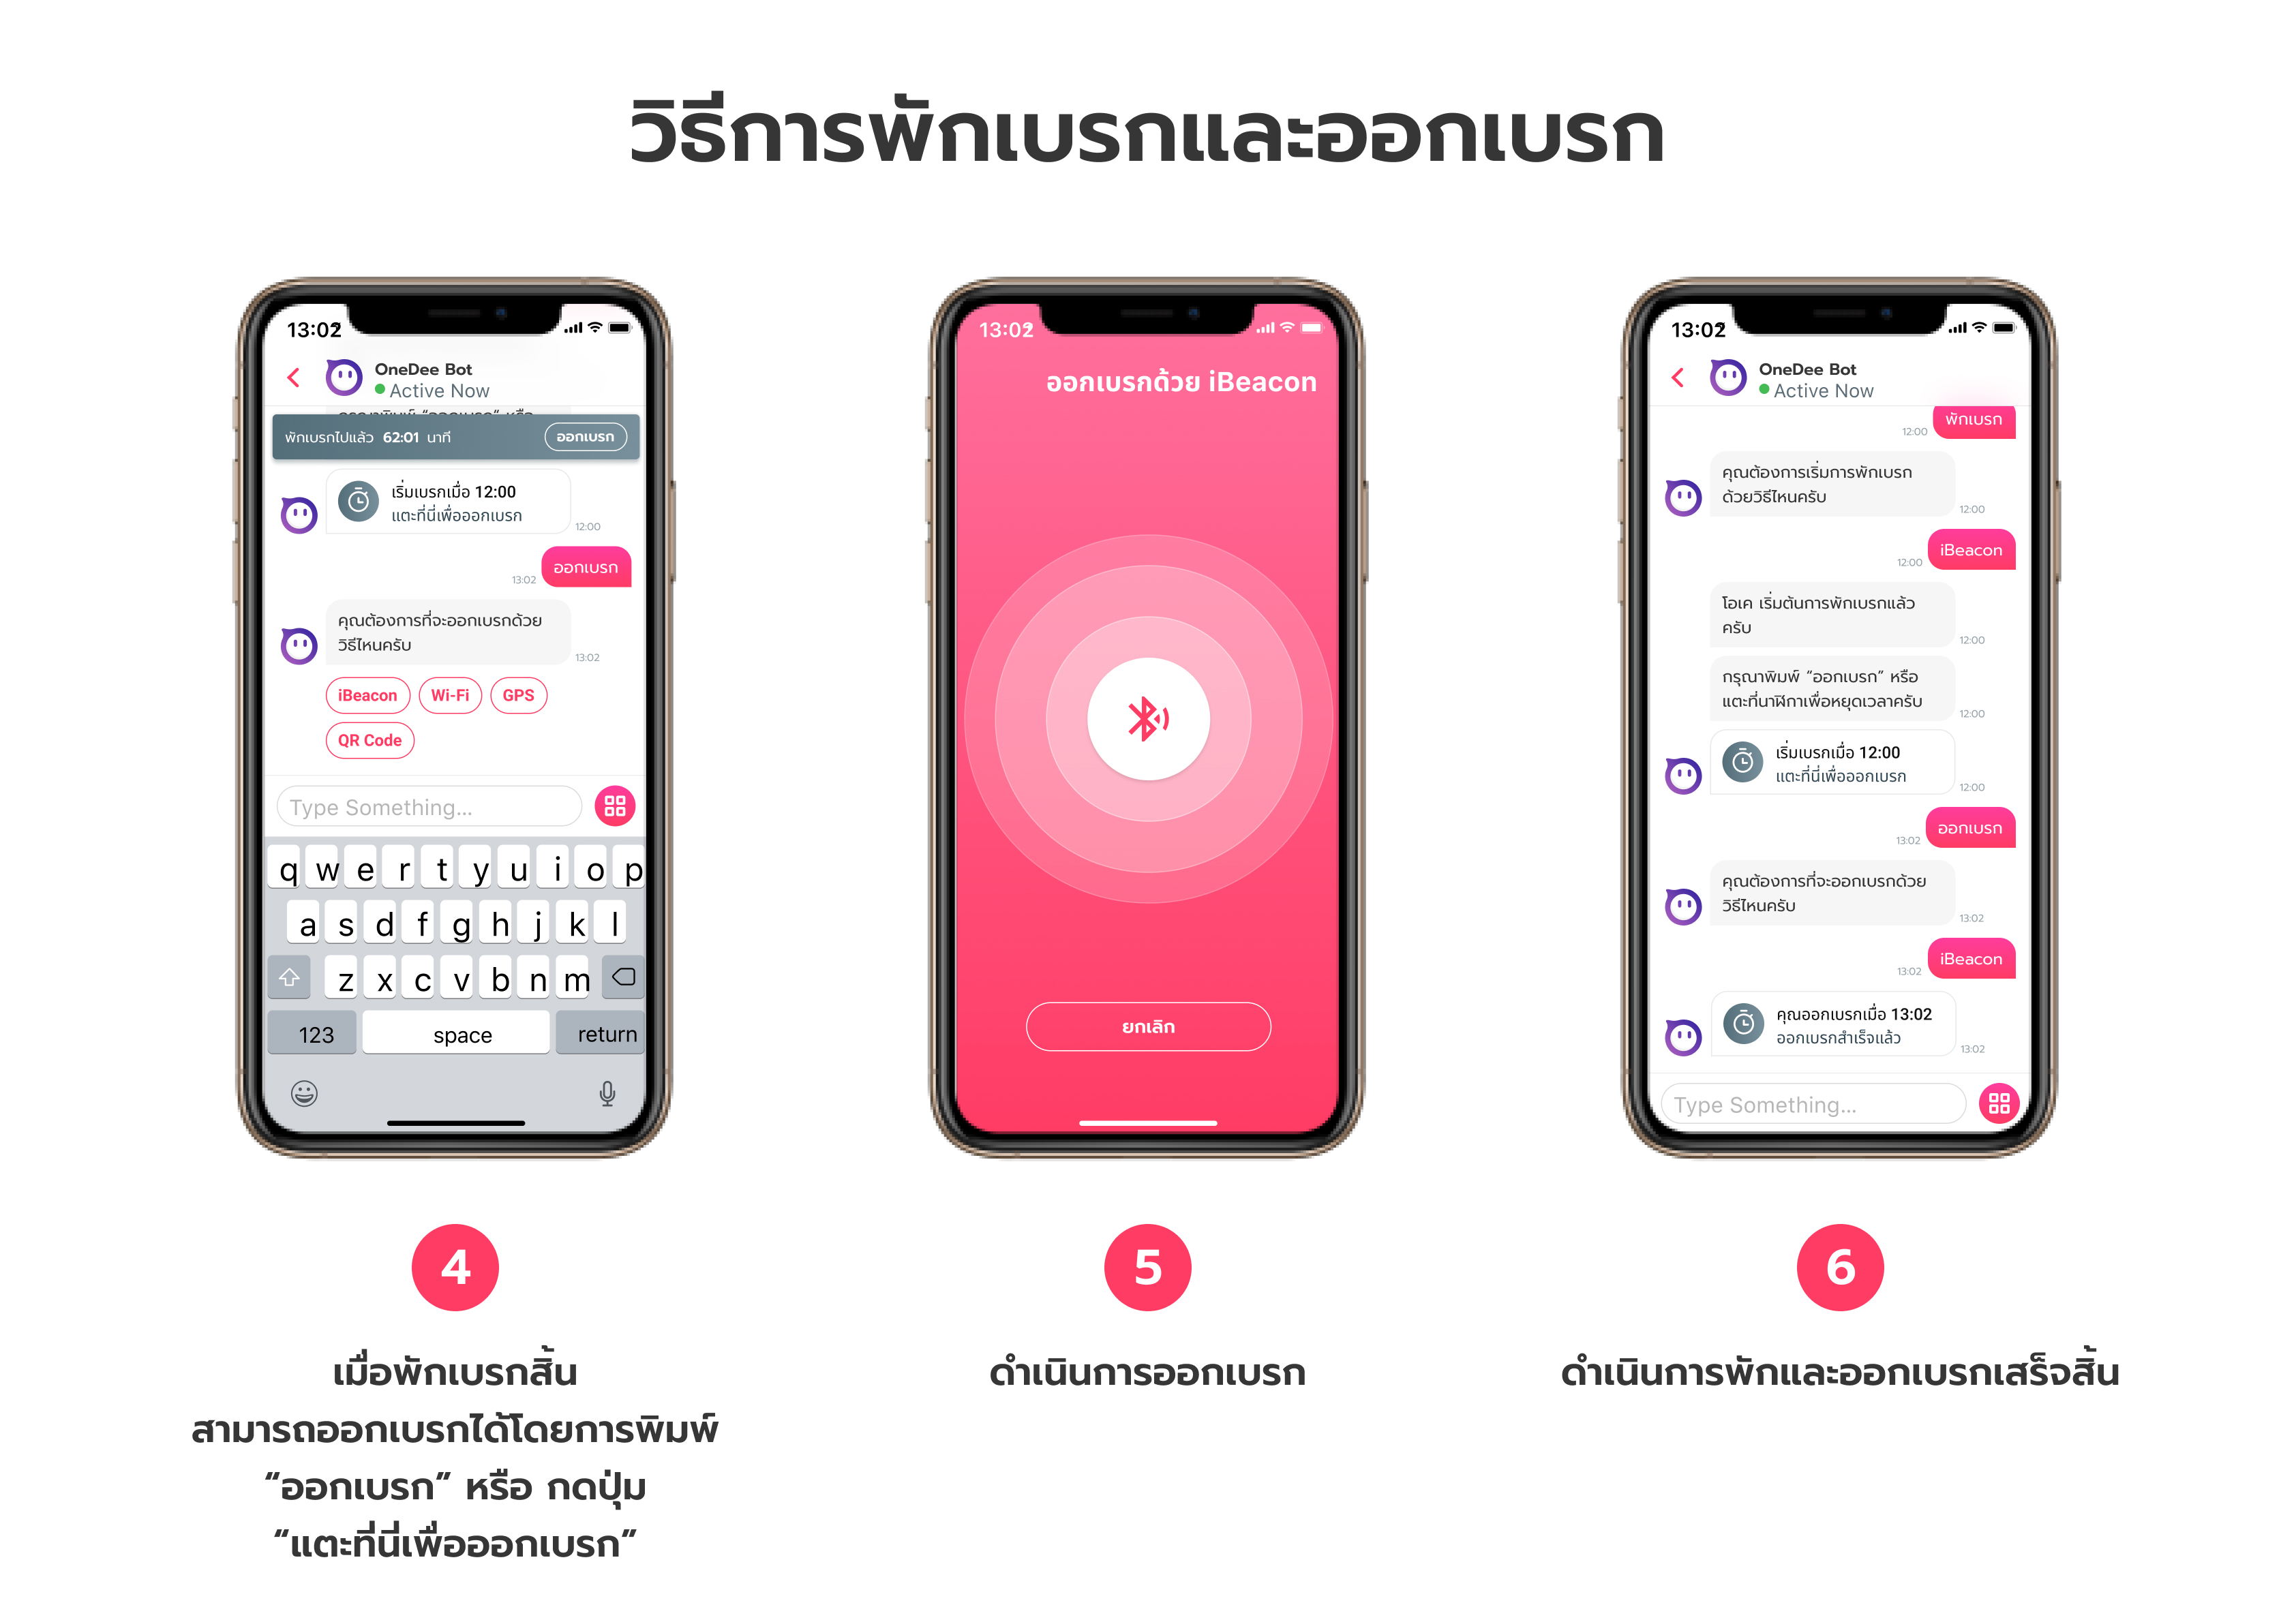 วิธีการพักเบรกและออกเบรก
13:02
OneDee Bot
Active Now
พักเบรกไปแล้ว 62:01 นาที
ออกเบรก
เริ่มเบรกเมื่อ 12:00
แตะที่นี่เพื่อออกเบรก
12:00
ออกเบรก
13:02
คุณต้องการที่จะออกเบรกด้วย
วิธีไหนครับ
13:02
iBeacon
Wi-Fi
GPS
QR Code
Type Something...
q w e r t y u i o p
a s d f g h j k l
z x c v b n m
123
space
return
4
เมื่อพักเบรกสิ้น
สามารถออกเบรกได้โดยการพิมพ์
“ออกเบรก” หรือ กดปุ่ม
“แตะที่นี่เพื่อออกเบรก”
13:02
ออกเบรกด้วย iBeacon
ยกเลิก
5
ดำเนินการออกเบรก
13:02
OneDee Bot
Active Now
พักเบรก
12:00
คุณต้องการเริ่มการพักเบรก
ด้วยวิธีไหนครับ
12:00
iBeacon
12:00
โอเค เริ่มต้นการพักเบรกแล้ว
ครับ
12:00
กรุณาพิมพ์ “ออกเบรก” หรือ
แตะที่นาฬิกาเพื่อหยุดเวลาครับ
12:00
เริ่มเบรกเมื่อ 12:00
แตะที่นี่เพื่อออกเบรก
12:00
ออกเบรก
13:02
คุณต้องการที่จะออกเบรกด้วย
วิธีไหนครับ
13:02
iBeacon
13:02
คุณออกเบรกเมื่อ 13:02
ออกเบรกสำเร็จแล้ว
13:02
Type Something...
6
ดำเนินการพักและออกเบรกเสร็จสิ้น